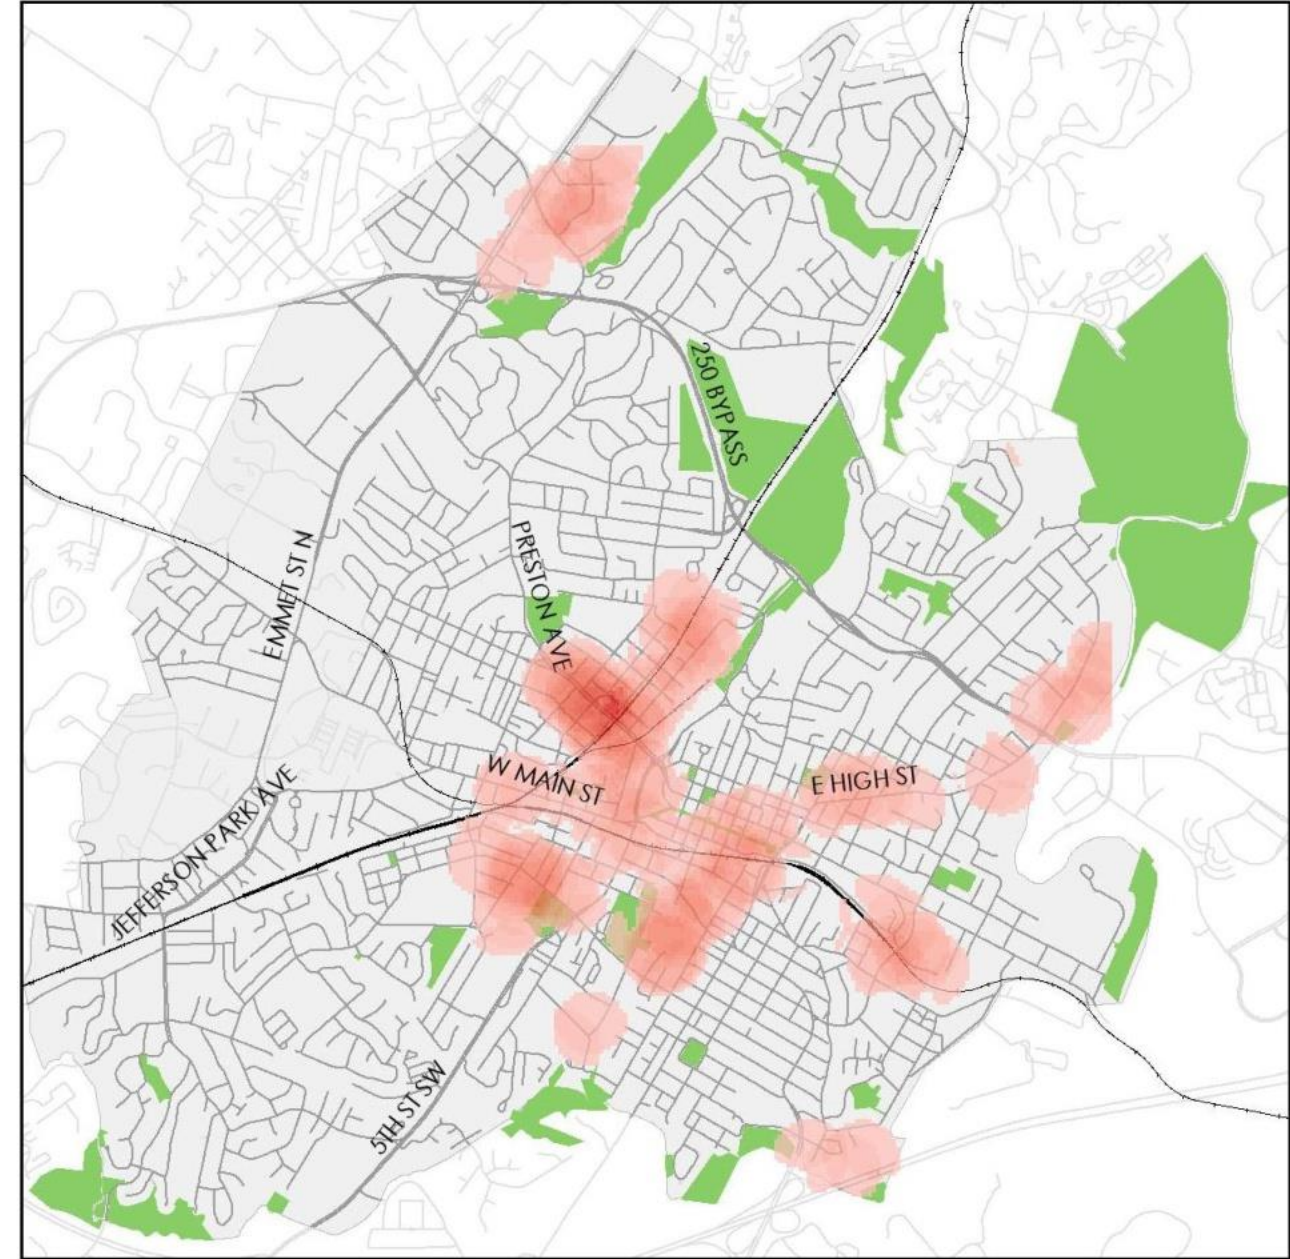 250 BYPASS
PRESTON AVE
EMMET ST N
W MAIN ST
E HIGH ST
JEFFERSON PARK AVE
5TH ST SW